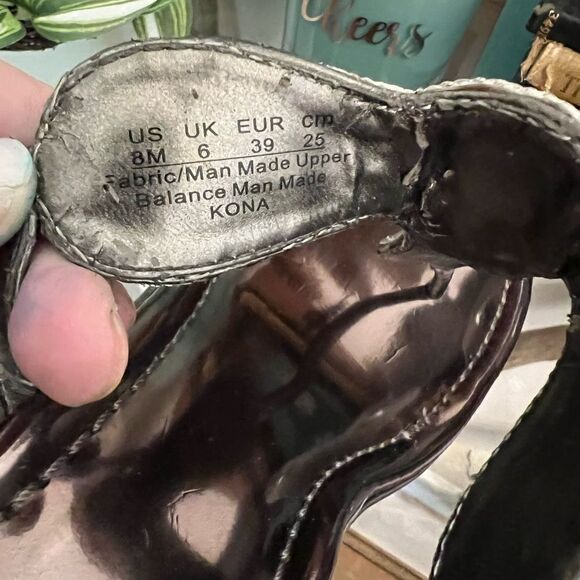 Cheers
US UK EUR cm
8M 6 39 25
Fabric/Man Made Upper
Balance Man Made
KONA